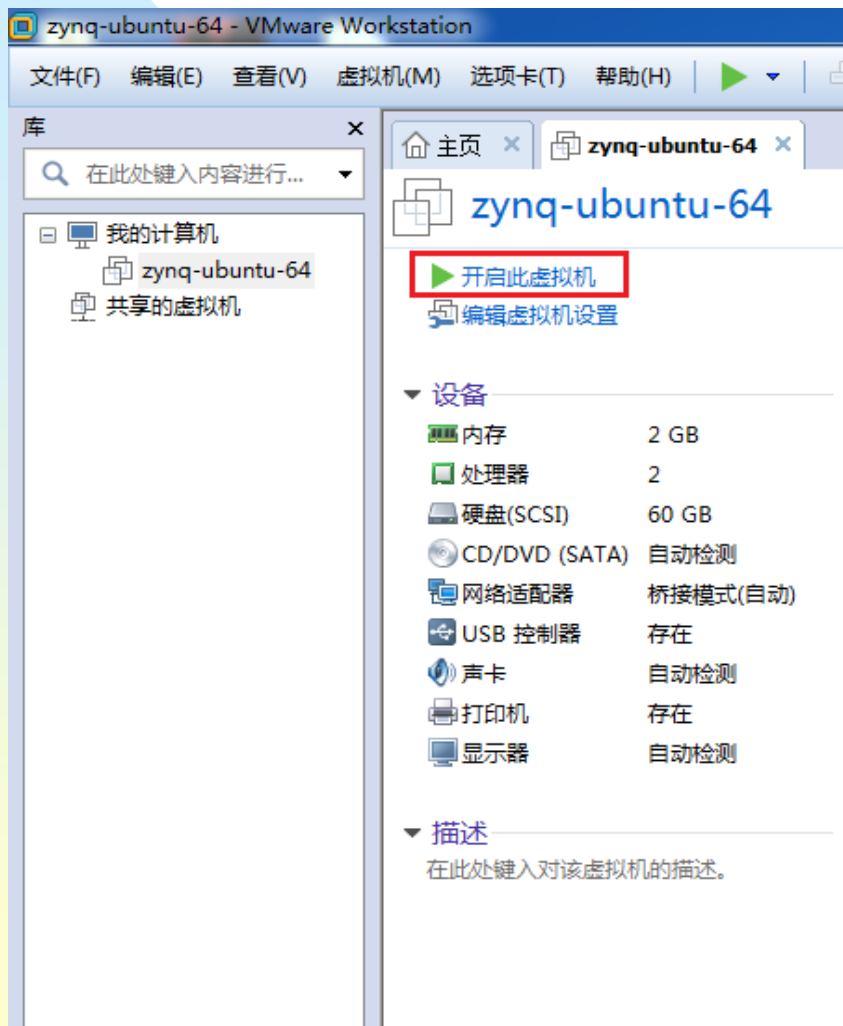 zynq-ubuntu-64 - VMware Workstation
文件(F) 编辑(E) 查看(V) 虚拟机(M) 选项卡(T) 帮助(H)
库
在此处键入内容进行...
我的计算机
zynq-ubuntu-64
共享的虚拟机
主页 zynq-ubuntu-64
zynq-ubuntu-64
开启此虚拟机
编辑虚拟机设置
设备
内存 2 GB
处理器 2
硬盘(SCSI) 60 GB
CD/DVD (SATA) 自动检测
网络适配器 桥接模式(自动)
USB 控制器 存在
声卡 自动检测
打印机 存在
显示器 自动检测
描述
在此处键入对该虚拟机的描述。